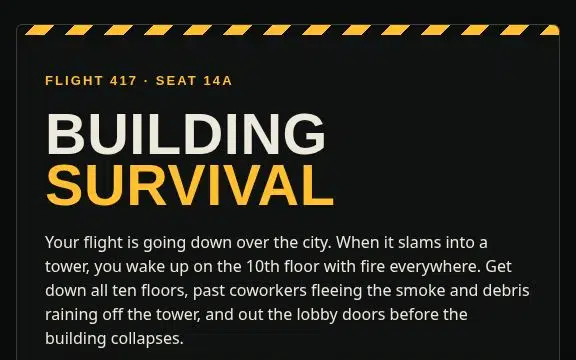 FLIGHT 417 · SEAT 14A
BUILDING
SURVIVAL
Your flight is going down over the city. When it slams into a
tower, you wake up on the 10th floor with fire everywhere. Get
down all ten floors, past coworkers fleeing the smoke and debris
raining off the tower, and out the lobby doors before the
building collapses.